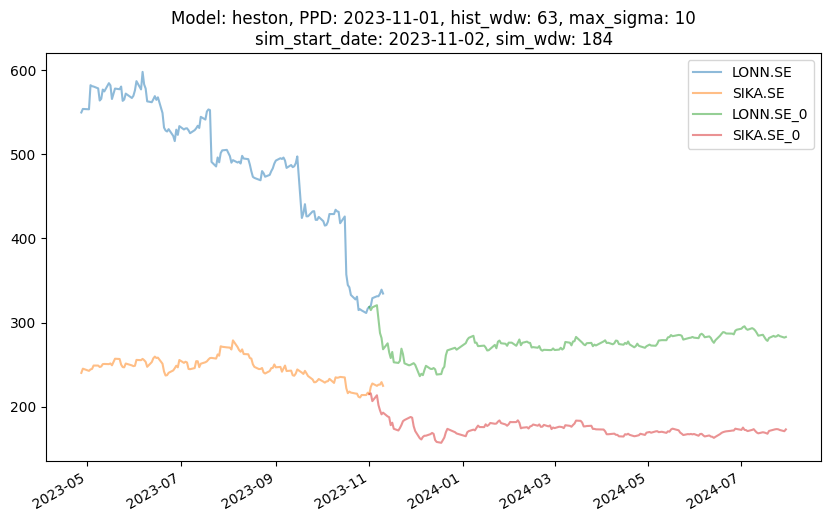 Model: heston, PPD: 2023-11-01, hist_wdw: 63, max_sigma: 10
sim_start_date: 2023-11-02, sim_wdw: 184
LONN.SE
SIKA.SE
LONN.SE_0
SIKA.SE_0
600
500
400
300
200
2023-05
2023-07
2023-09
2023-11
2024-01
2024-03
2024-05
2024-07